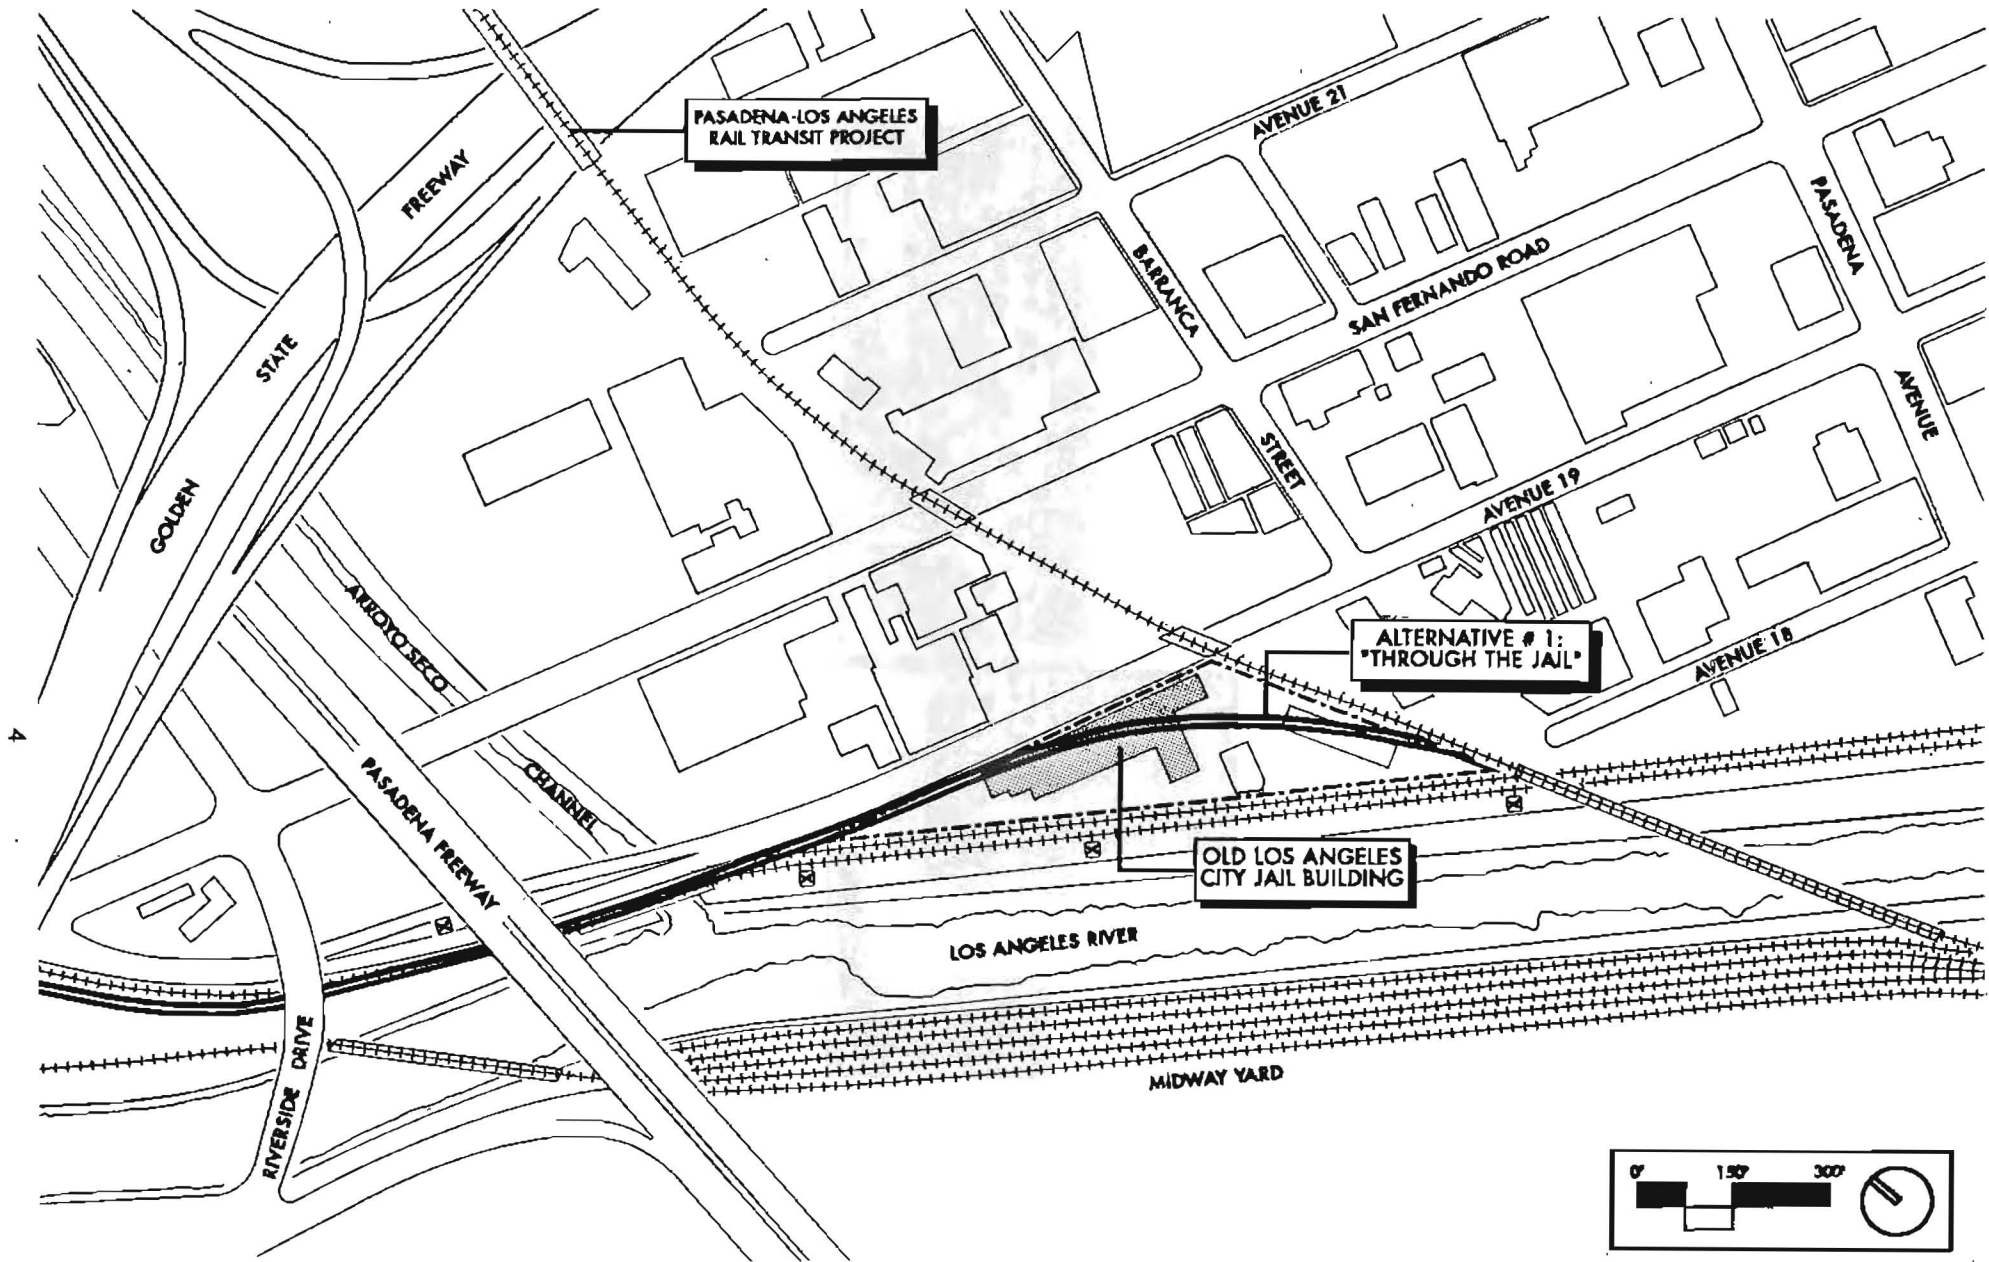 PASADENA-LOS ANGELES
RAIL TRANSIT PROJECT
AVENUE 21
FREEWAY
PASADENA
BARRANCA
SAN FERNANDO ROAD
STATE
AVENUE
STREET
GOLDEN
AVENUE 19
ARROYO SECO
ALTERNATIVE # 1:
"THROUGH THE JAIL"
AVENUE 18
4
PASADENA FREEWAY
CHANNEL
OLD LOS ANGELES
CITY JAIL BUILDING
LOS ANGELES RIVER
RIVERSIDE DRIVE
MIDWAY YARD
0' 150' 300'